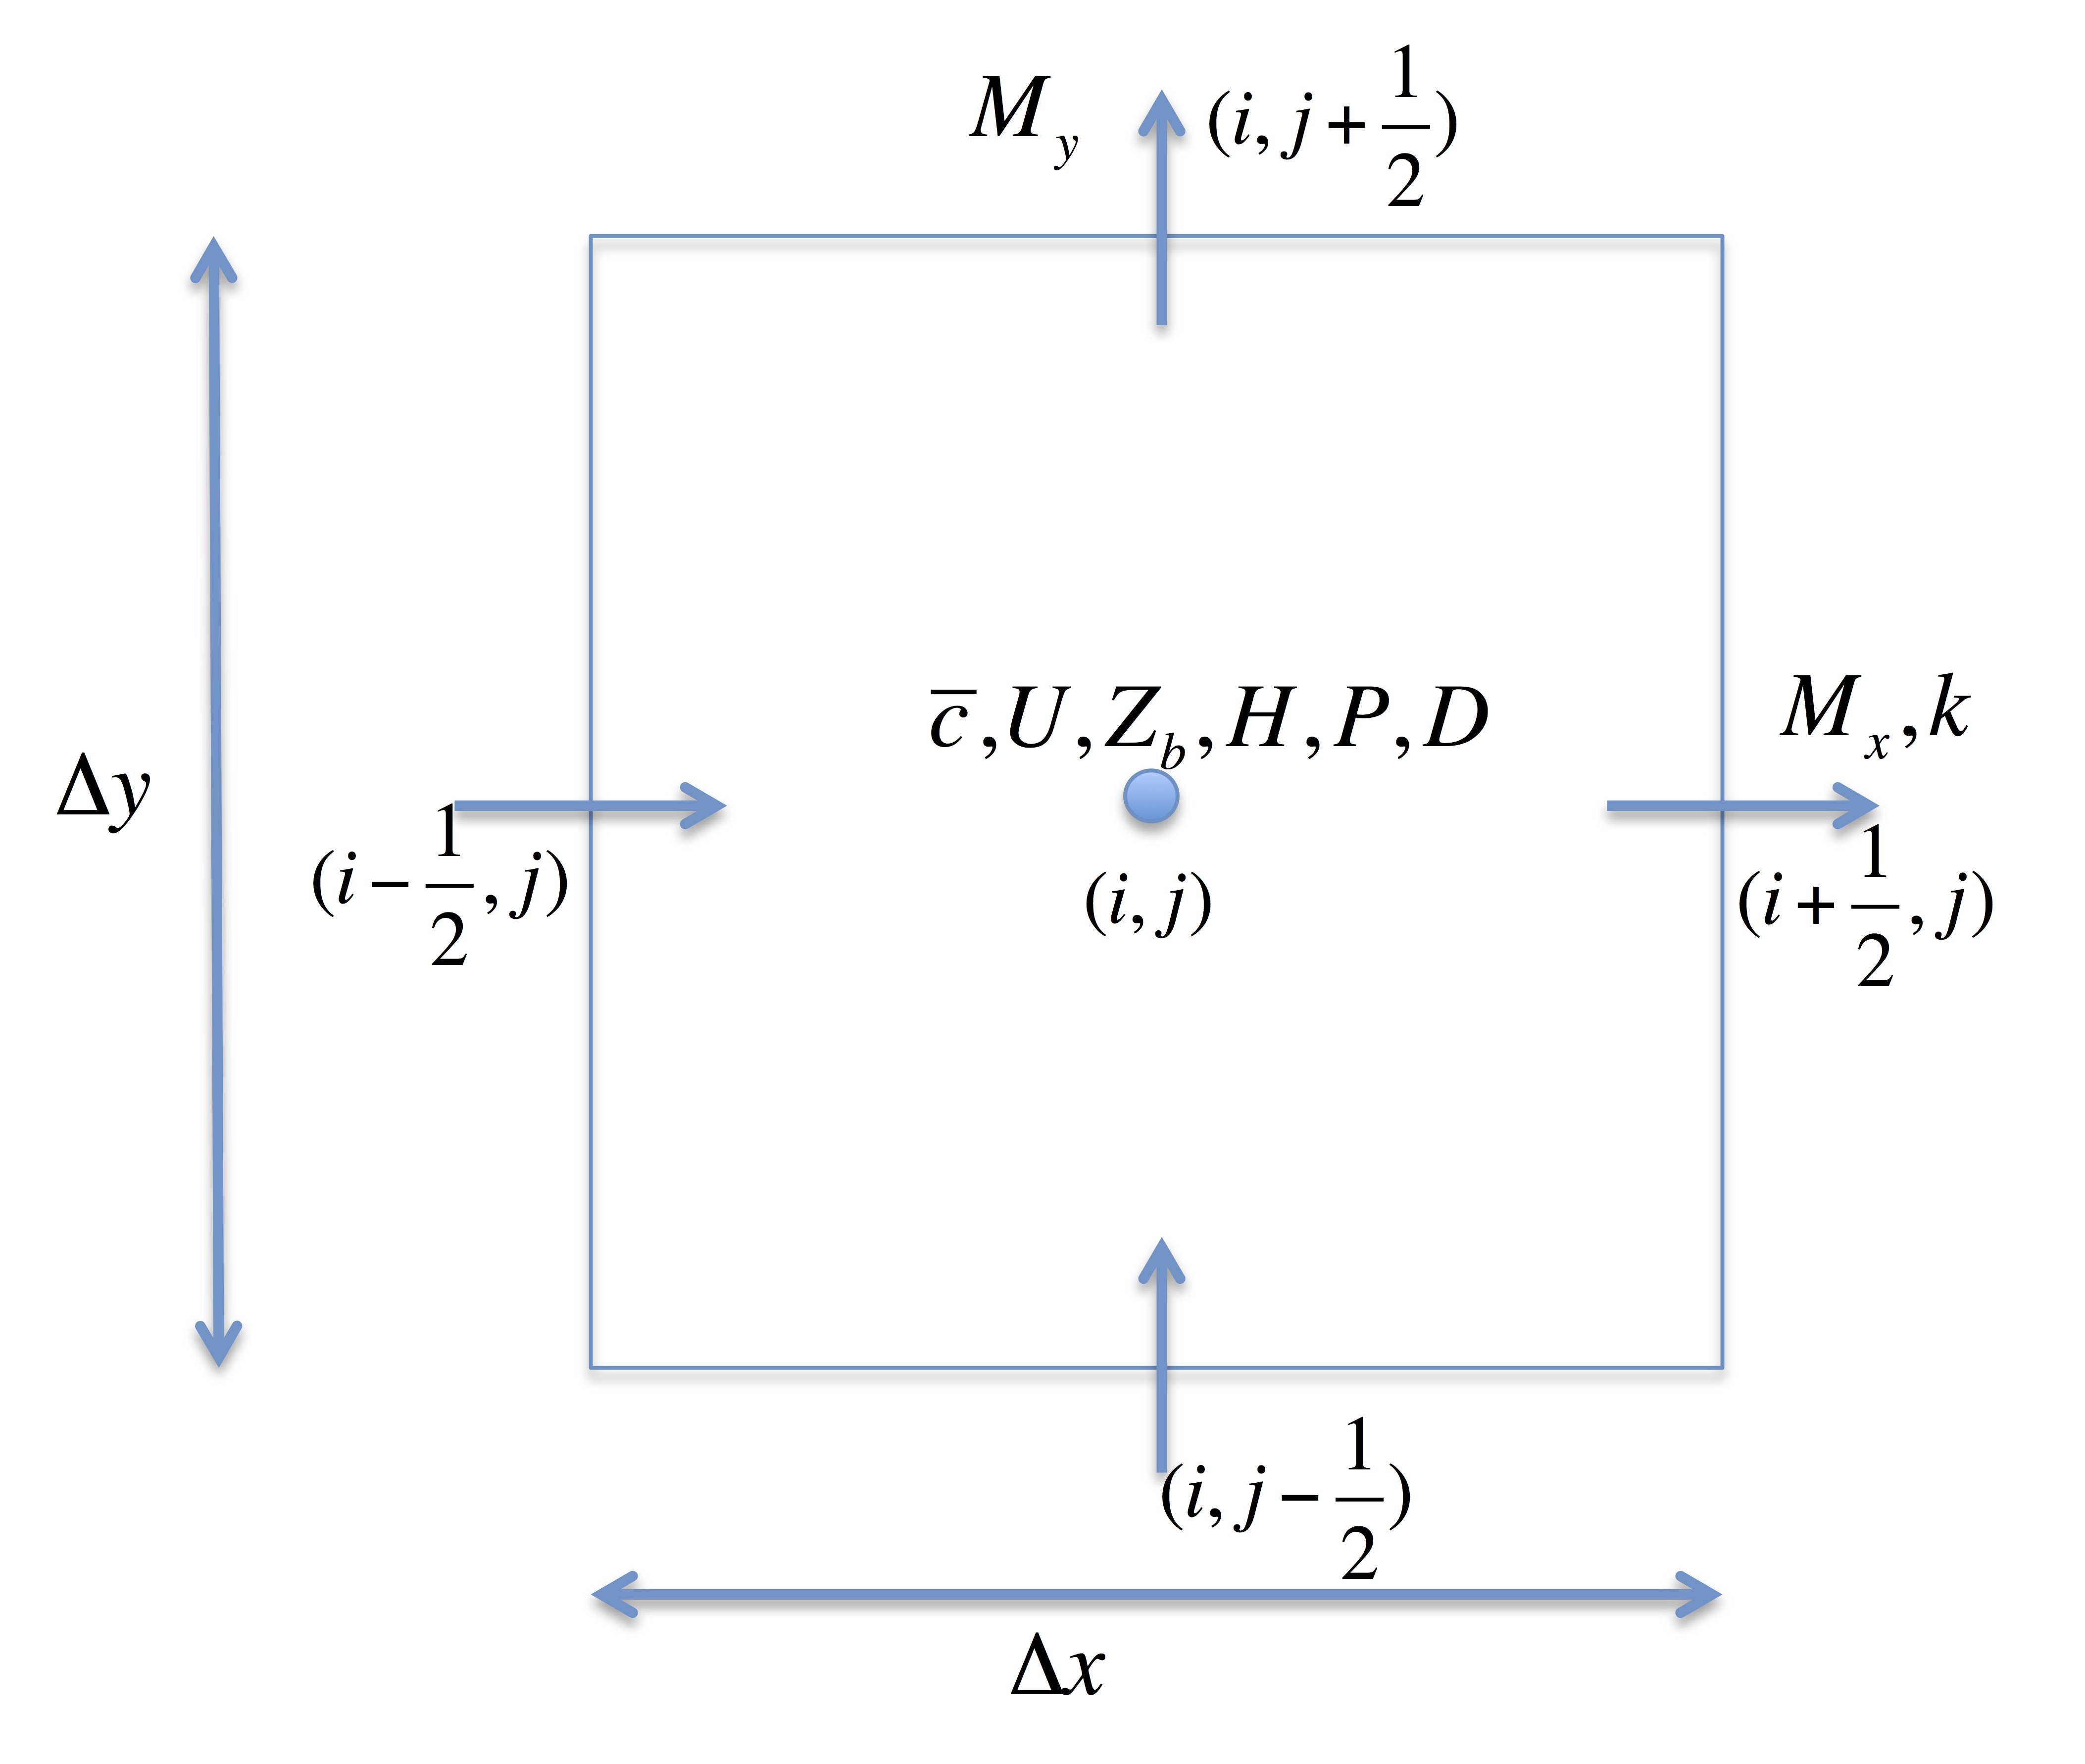 M_y (i, j + 1/2)
c̅, U, Z_b, H, P, D
M_x, k
Δy
(i − 1/2, j)
(i, j)
(i + 1/2, j)
(i, j − 1/2)
Δx